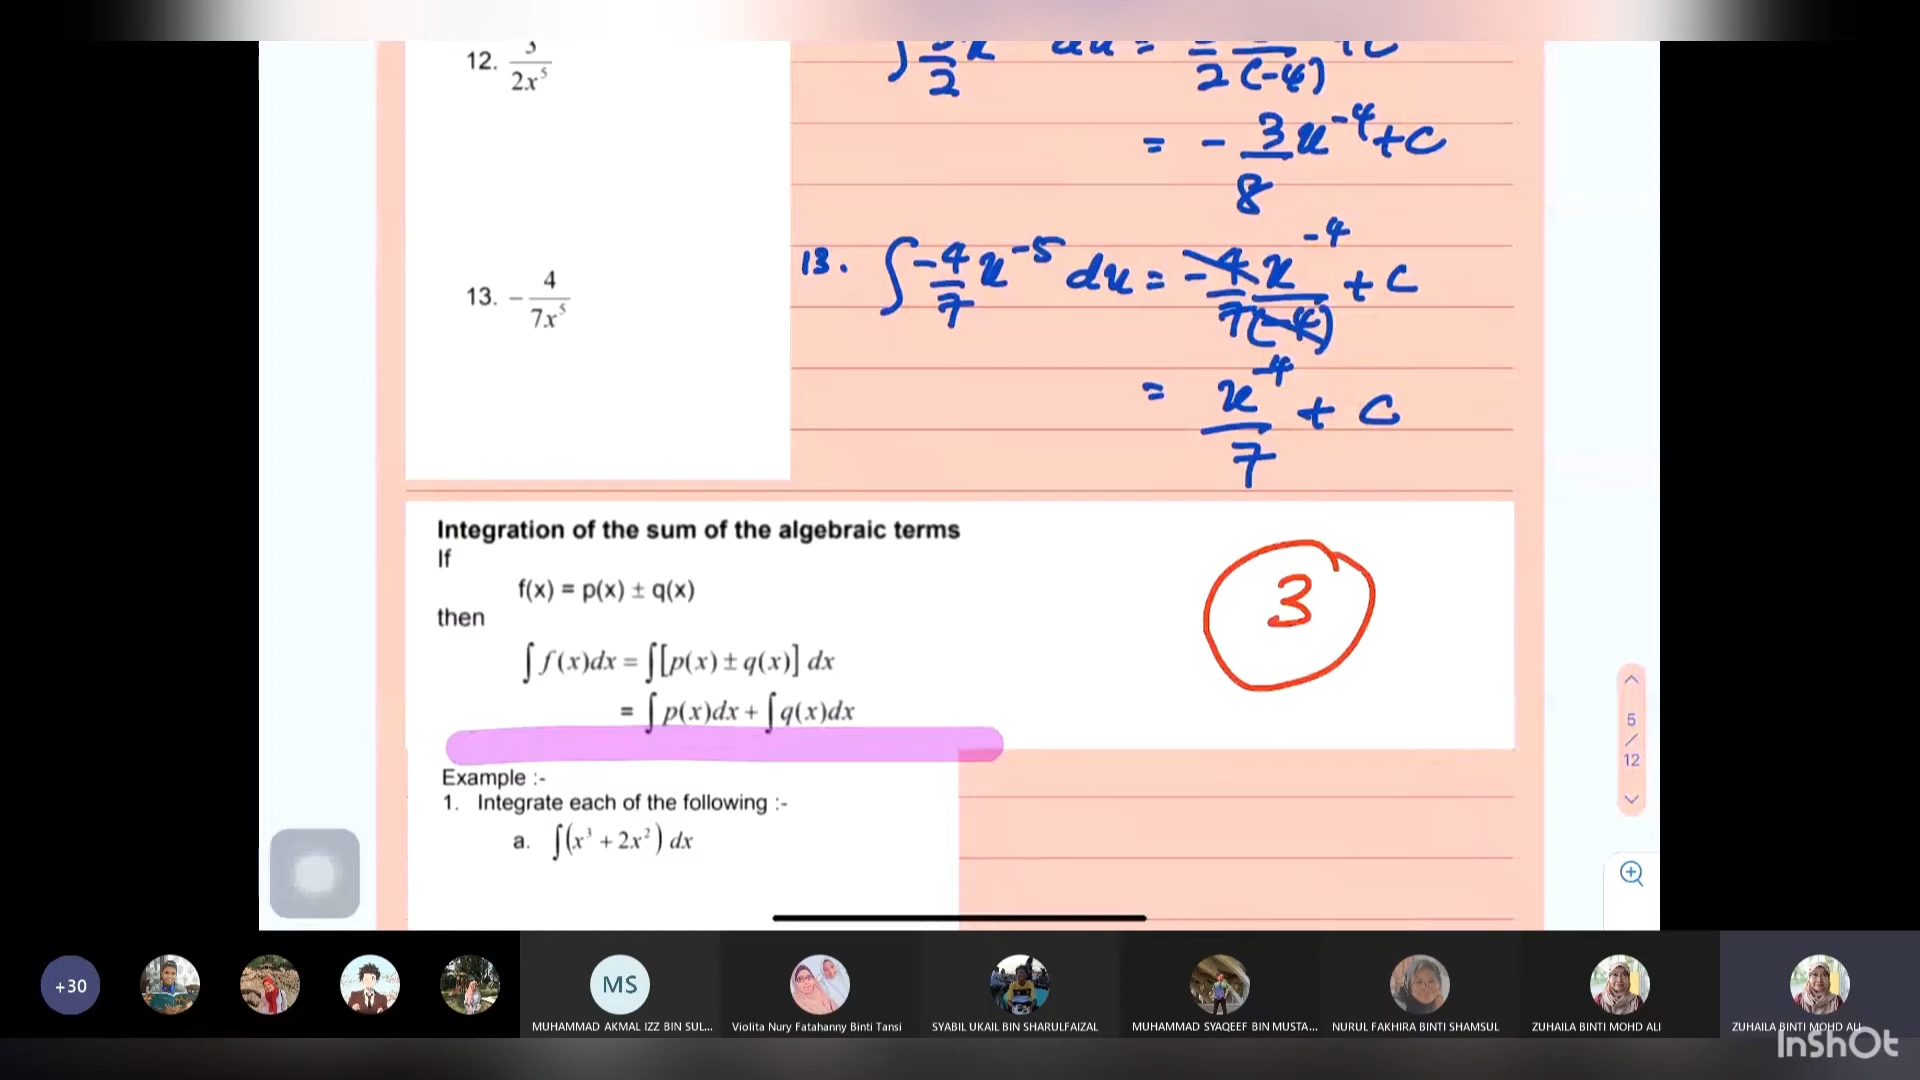 12. 3/2x⁵
= - 3/8 x⁻⁴ + C
13. - 4/7x⁵
13. ∫ -4/7 x⁻⁵ dx = -4x⁻⁴/7(-4) + C
= x⁻⁴/7 + C
Integration of the sum of the algebraic terms
If
f(x) = p(x) ± q(x)
then
∫ f(x)dx = ∫[p(x) ± q(x)] dx
= ∫ p(x)dx + ∫ q(x)dx
3
Example :-
1. Integrate each of the following :-
a. ∫(x³ + 2x²) dx
5
/
12
+30
MS
MUHAMMAD AKMAL IZZ BIN SUL...
Violita Nury Fatahanny Binti Tansi
SYABIL UKAIL BIN SHARULFAIZAL
MUHAMMAD SYAQEEF BIN MUSTA...
NURUL FAKHIRA BINTI SHAMSUL
ZUHAILA BINTI MOHD ALI
ZUHAILA BINTI MOHD ALI
InShOt